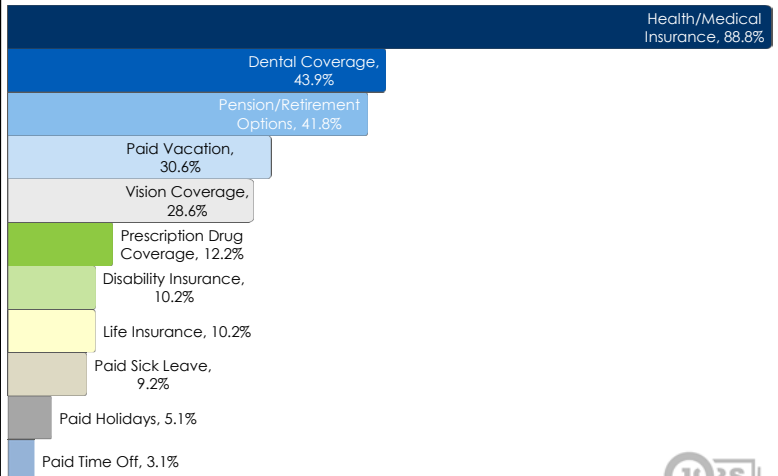 Health/Medical
Insurance, 88.8%
Dental Coverage,
43.9%
Pension/Retirement
Options, 41.8%
Paid Vacation,
30.6%
Vision Coverage,
28.6%
Prescription Drug
Coverage, 12.2%
Disability Insurance,
10.2%
Life Insurance, 10.2%
Paid Sick Leave,
9.2%
Paid Holidays, 5.1%
Paid Time Off, 3.1%